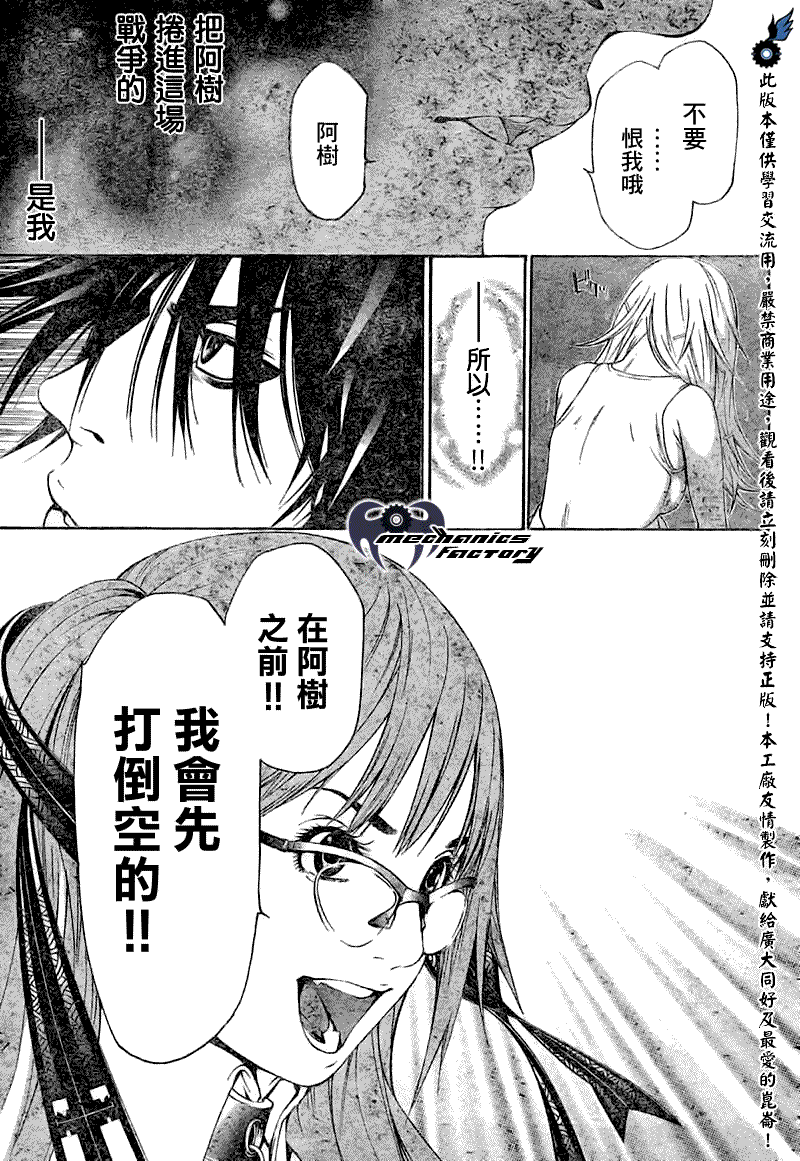 不要
……
恨我哦
阿樹
把阿樹
捲進這場
戰爭的
——是我
ビクッ
——所以……!!
在阿樹
之前!!
我會先
打倒空的!!
mechanics
Factory
此版本僅供學習交流用；嚴禁商業用途；觀看後請立刻刪除並請支持正版！本工廠友情製作，獻給廣大同好及最愛的崑崙！